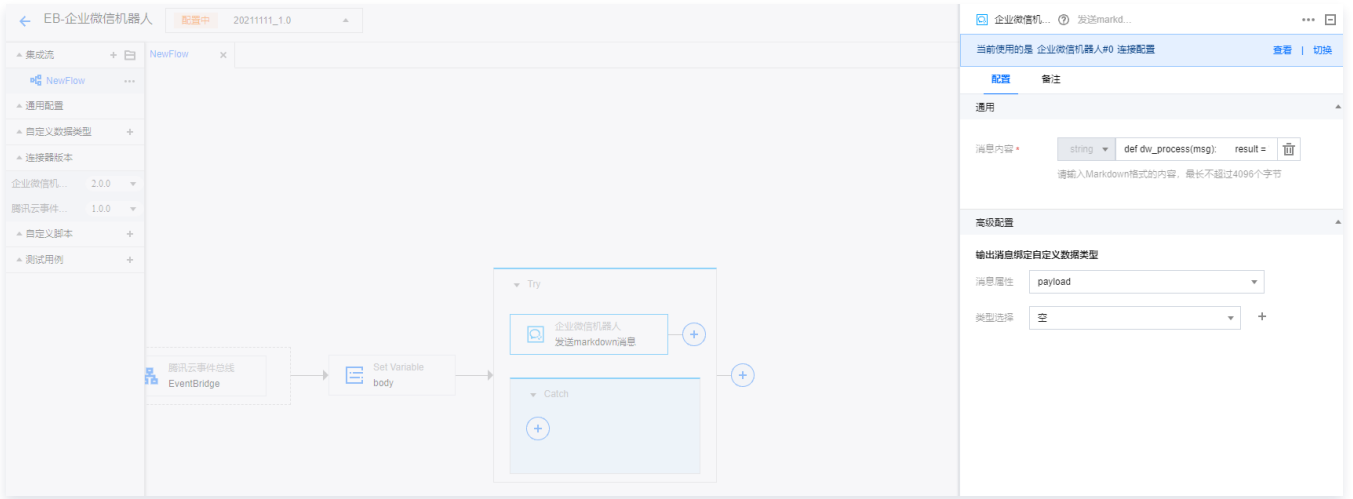 EB-企业微信机器人 配置中 20211111_1.0
集成流
NewFlow
通用配置
自定义数据类型
连接器版本
企业微信机... 2.0.0
腾讯云事件... 1.0.0
自定义脚本
测试用例
NewFlow
腾讯云事件总线
EventBridge
Set Variable
body
Try
企业微信机器人
发送markdown消息
Catch
企业微信机... 发送markd...
当前使用的是 企业微信机器人#0 连接配置 查看 | 切换
配置 备注
通用
消息内容* string def dw_process(msg): result =
请输入Markdown格式的内容、最长不超过4096个字节
高级配置
输出消息绑定自定义数据类型
消息属性 payload
类型选择 空